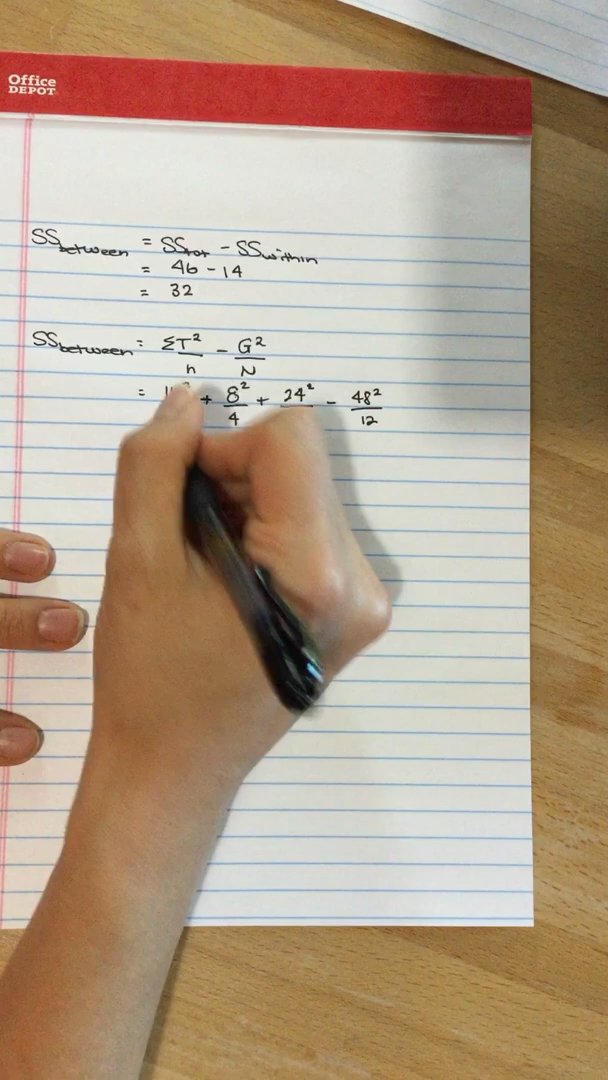 Office
DEPOT
SSbetween = SStot - SSwithin
= 46 - 14
= 32
SSbetween = ΣT²/n - G²/N
= + 8²/4 + 24² - 48²/12